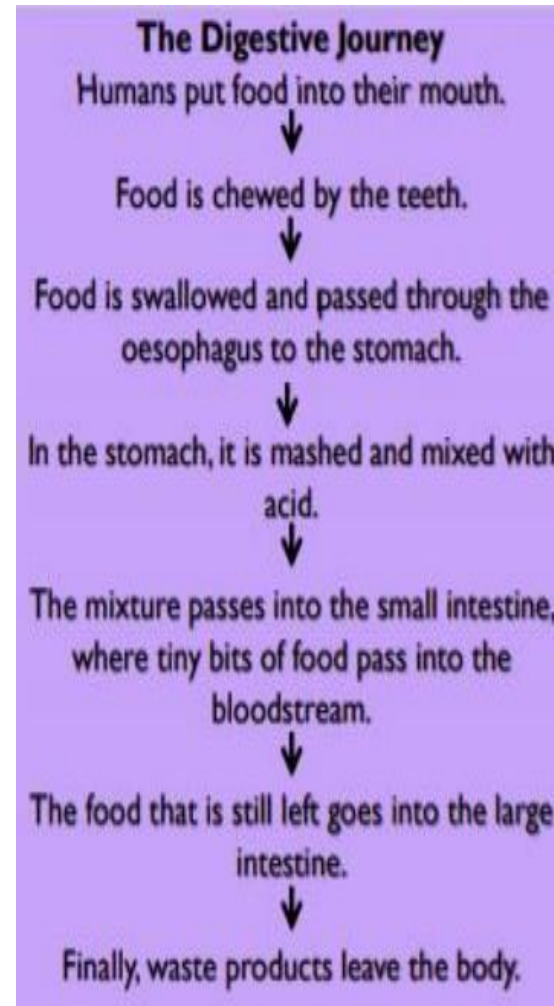 The Digestive Journey
Humans put food into their mouth.
Food is chewed by the teeth.
Food is swallowed and passed through the
oesophagus to the stomach.
In the stomach, it is mashed and mixed with
acid.
The mixture passes into the small intestine,
where tiny bits of food pass into the
bloodstream.
The food that is still left goes into the large
intestine.
Finally, waste products leave the body.